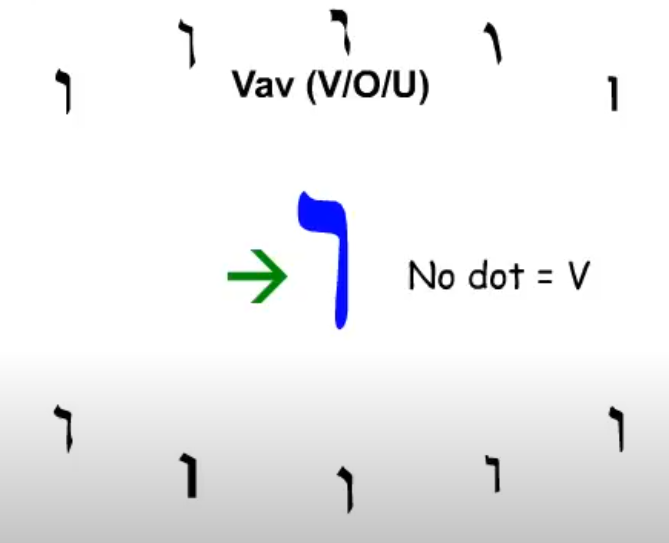 ו ו ו ו ו
Vav (V/O/U)
→ ו No dot = V
ו ו ו ו ו